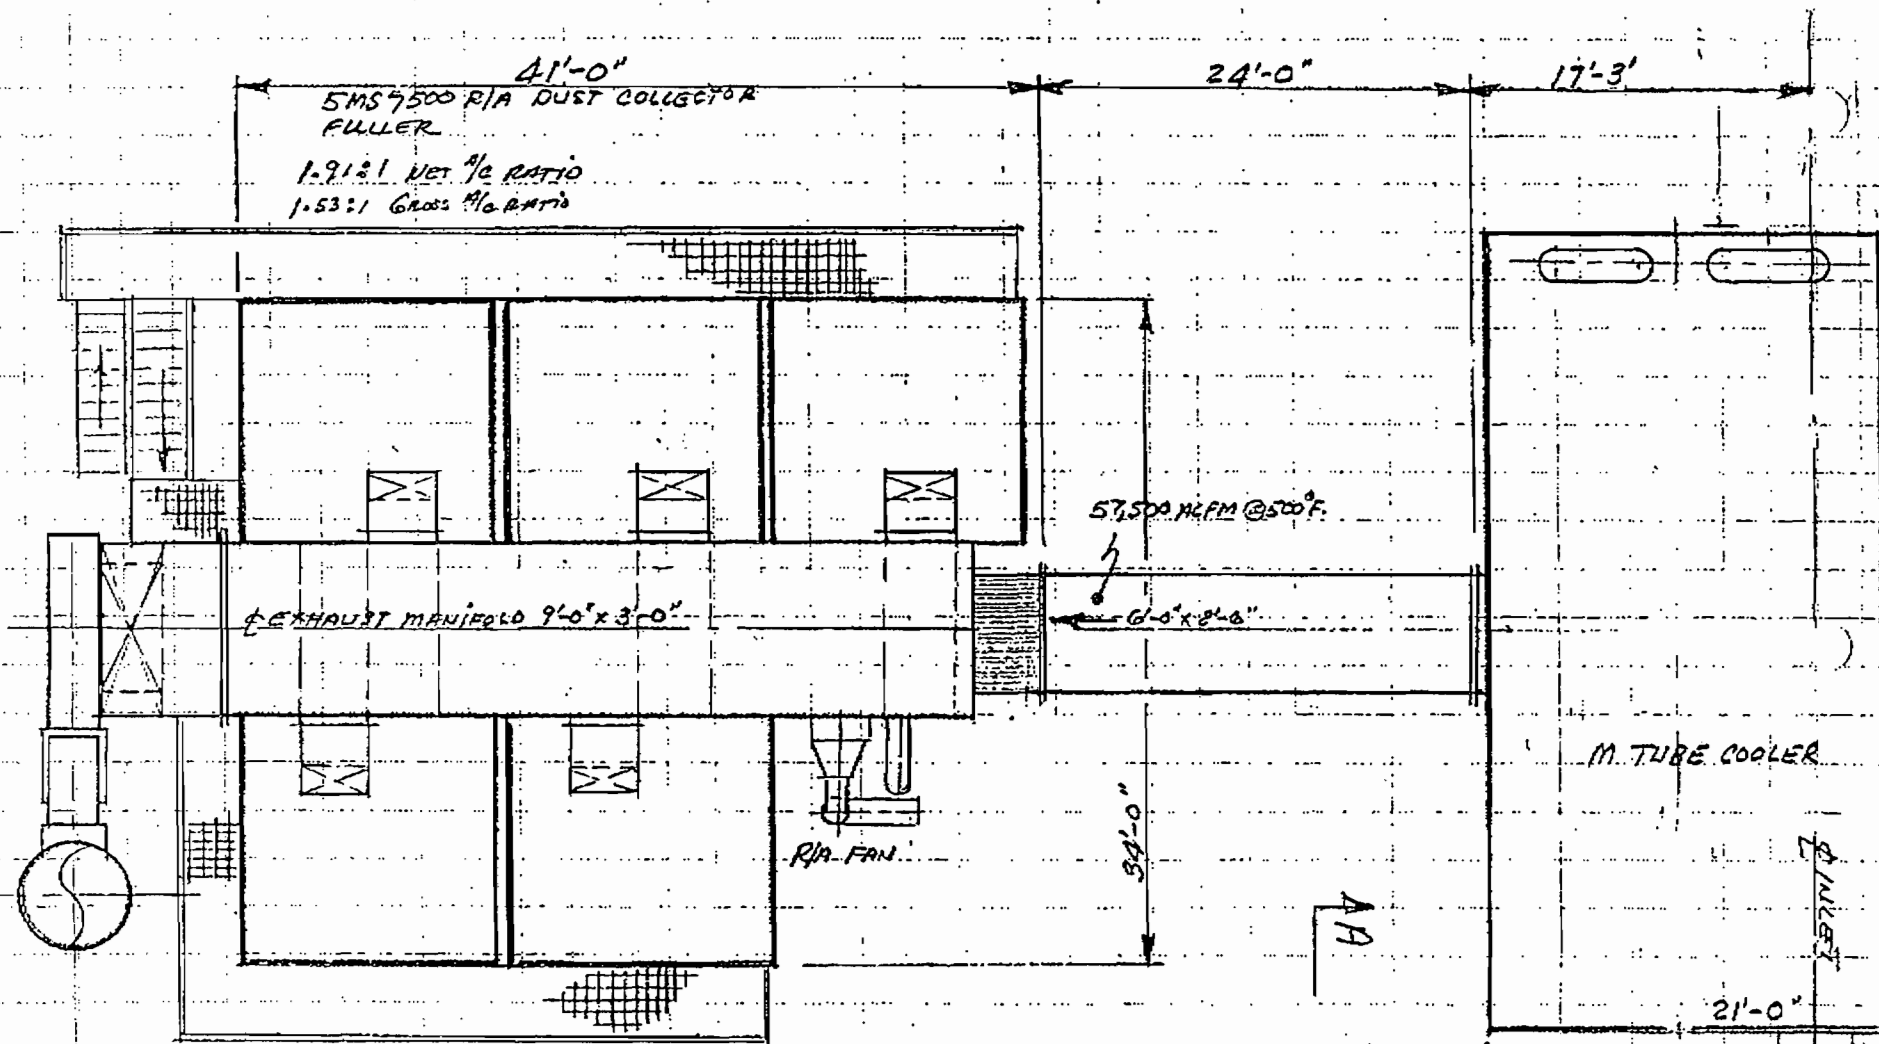 41'-0"
24'-0"
17'-3'
5MS7500 R/A DUST COLLECTOR
FULLER
1.91:1 NET A/C RATIO
1.53:1 GROSS A/C RATIO
57,500 ACFM @500°F.
℄ EXHAUST MANIFOLD 9'-0" x 3'-0"
6'-0" x 8'-0"
M. TUBE COOLER
34'-0"
R/A FAN
A
℄ INLET
21'-0"